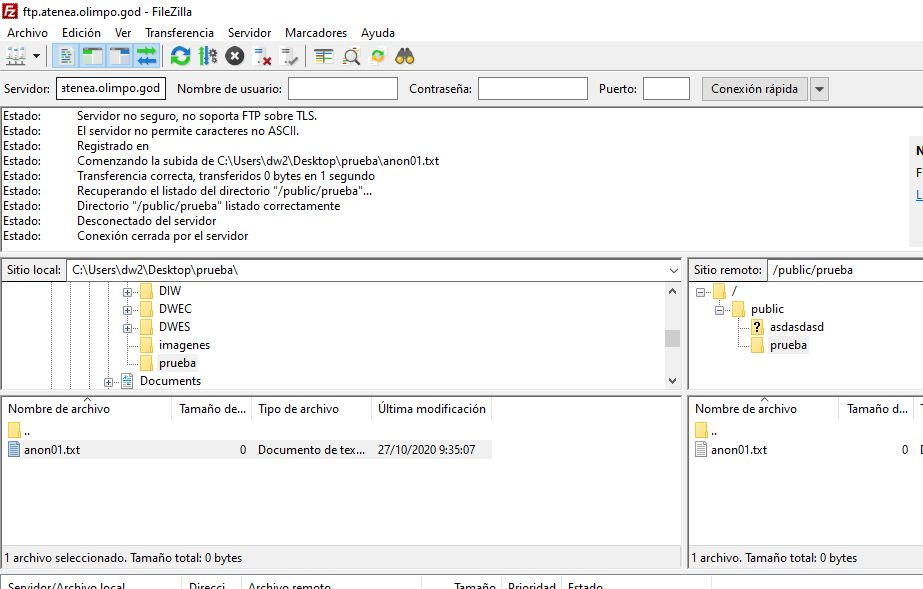 ftp.atenea.olimpo.god - FileZilla
Archivo Edición Ver Transferencia Servidor Marcadores Ayuda
Servidor: atenea.olimpo.god Nombre de usuario: Contraseña: Puerto: Conexión rápida
Estado: Servidor no seguro, no soporta FTP sobre TLS.
Estado: El servidor no permite caracteres no ASCII.
Estado: Registrado en
Estado: Comenzando la subida de C:\Users\dw2\Desktop\prueba\anon01.txt
Estado: Transferencia correcta, transferidos 0 bytes en 1 segundo
Estado: Recuperando el listado del directorio "/public/prueba"...
Estado: Directorio "/public/prueba" listado correctamente
Estado: Desconectado del servidor
Estado: Conexión cerrada por el servidor
N
F
L
Sitio local: C:\Users\dw2\Desktop\prueba\
DIW
DWEC
DWES
imagenes
prueba
Documents
Sitio remoto: /public/prueba
/
public
asdasdasd
prueba
Nombre de archivo Tamaño de... Tipo de archivo Última modificación
..
anon01.txt 0 Documento de tex... 27/10/2020 9:35:07
1 archivo seleccionado. Tamaño total: 0 bytes
Nombre de archivo Tamaño d...
..
anon01.txt 0
1 archivo. Tamaño total: 0 bytes
Servidor/Archivo local Direcci Archivo remoto Tamaño Prioridad Estado